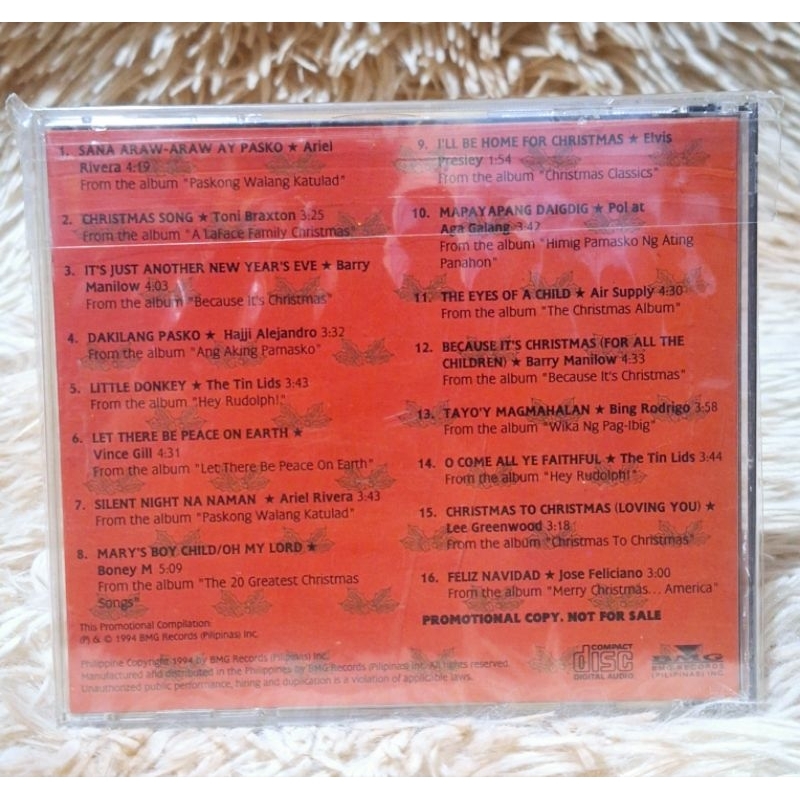 1. SANA ARAW-ARAW AY PASKO ★ Ariel
Rivera 4:19
From the album "Paskong Walang Katulad"
2. CHRISTMAS SONG ★ Toni Braxton 3:25
From the album "A LaFace Family Christmas"
3. IT'S JUST ANOTHER NEW YEAR'S EVE ★ Barry
Manilow 4:03
From the album "Because It's Christmas"
4. DAKILANG PASKO ★ Hajji Alejandro 3:32
From the album "Ang Aking Pamasko"
5. LITTLE DONKEY ★ The Tin Lids 3:43
From the album "Hey Rudolph!"
6. LET THERE BE PEACE ON EARTH ★
Vince Gill 4:31
From the album "Let There Be Peace On Earth"
7. SILENT NIGHT NA NAMAN ★ Ariel Rivera 3:43
From the album "Paskong Walang Katulad"
8. MARY'S BOY CHILD/OH MY LORD ★
Boney M 5:09
From the album "The 20 Greatest Christmas
Songs"
This Promotional Compilation:
(P) & © 1994 BMG Records (Pilipinas) Inc.
9. I'LL BE HOME FOR CHRISTMAS ★ Elvis
Presley 1:54
From the album "Christmas Classics"
10. MAPAYAPANG DAIGDIG ★ Pol at
Aga Galang 3:42
From the album "Himig Pamasko Ng Ating
Panahon"
11. THE EYES OF A CHILD ★ Air Supply 4:30
From the album "The Christmas Album"
12. BECAUSE IT'S CHRISTMAS (FOR ALL THE
CHILDREN) ★ Barry Manilow 4:33
From the album "Because It's Christmas"
13. TAYO'Y MAGMAHALAN ★ Bing Rodrigo 3:58
From the album "Wika Ng Pag-Ibig"
14. O COME ALL YE FAITHFUL ★ The Tin Lids 3:44
From the album "Hey Rudolph!"
15. CHRISTMAS TO CHRISTMAS (LOVING YOU) ★
Lee Greenwood 3:18
From the album "Christmas To Christmas"
16. FELIZ NAVIDAD ★ Jose Feliciano 3:00
From the album "Merry Christmas... America"
PROMOTIONAL COPY. NOT FOR SALE
Philippine Copyright 1994 by BMG Records (Pilipinas) Inc.
Manufactured and distributed in the Philippines by BMG Records (Pilipinas) Inc. All rights reserved.
Unauthorized public performance, hiring and duplication is a violation of applicable laws.
COMPACT
disc
DIGITAL AUDIO
BMG
BMG RECORDS
(PILIPINAS) INC.